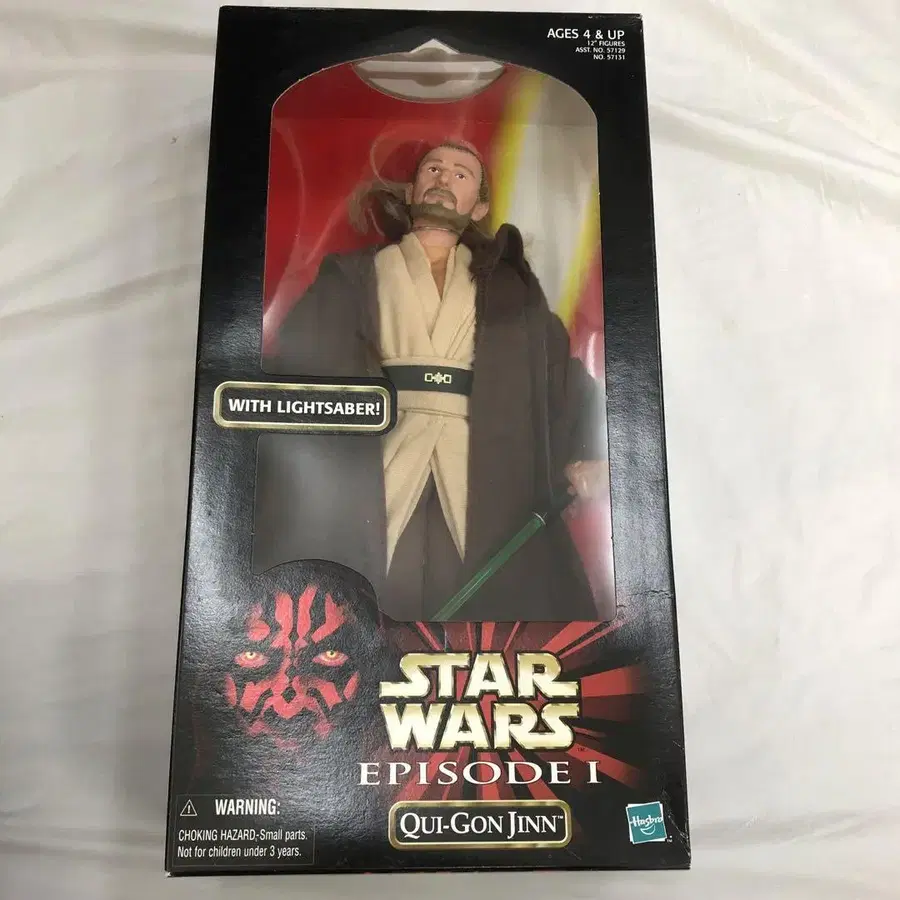 AGES 4 & UP
12" FIGURES
ASST. NO. 57129
NO. 57131
WITH LIGHTSABER!
STAR
WARS
EPISODE I
QUI-GON JINN™
⚠ WARNING:
CHOKING HAZARD-Small parts.
Not for children under 3 years.
Hasbro